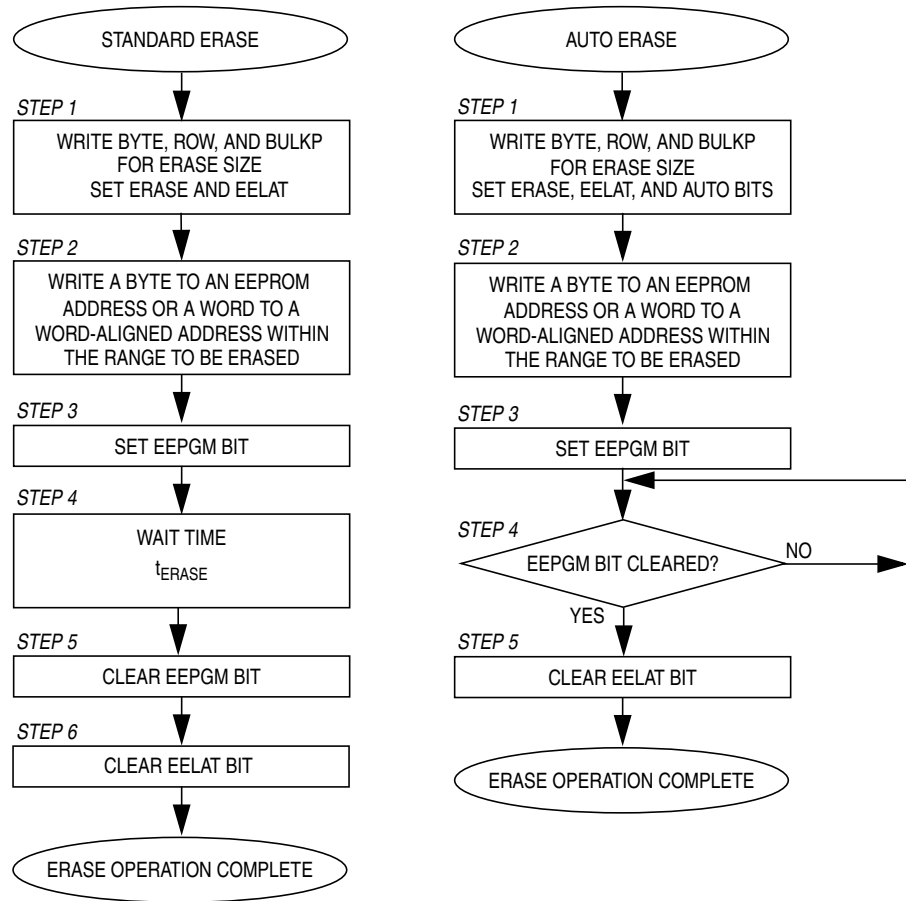 STANDARD ERASE
STEP 1
WRITE BYTE, ROW, AND BULKP
FOR ERASE SIZE
SET ERASE AND EELAT
STEP 2
WRITE A BYTE TO AN EEPROM
ADDRESS OR A WORD TO A
WORD-ALIGNED ADDRESS WITHIN
THE RANGE TO BE ERASED
STEP 3
SET EEPGM BIT
STEP 4
WAIT TIME
tERASE
STEP 5
CLEAR EEPGM BIT
STEP 6
CLEAR EELAT BIT
ERASE OPERATION COMPLETE
AUTO ERASE
STEP 1
WRITE BYTE, ROW, AND BULKP
FOR ERASE SIZE
SET ERASE, EELAT, AND AUTO BITS
STEP 2
WRITE A BYTE TO AN EEPROM
ADDRESS OR A WORD TO A
WORD-ALIGNED ADDRESS WITHIN
THE RANGE TO BE ERASED
STEP 3
SET EEPGM BIT
STEP 4
EEPGM BIT CLEARED?
NO
YES
STEP 5
CLEAR EELAT BIT
ERASE OPERATION COMPLETE